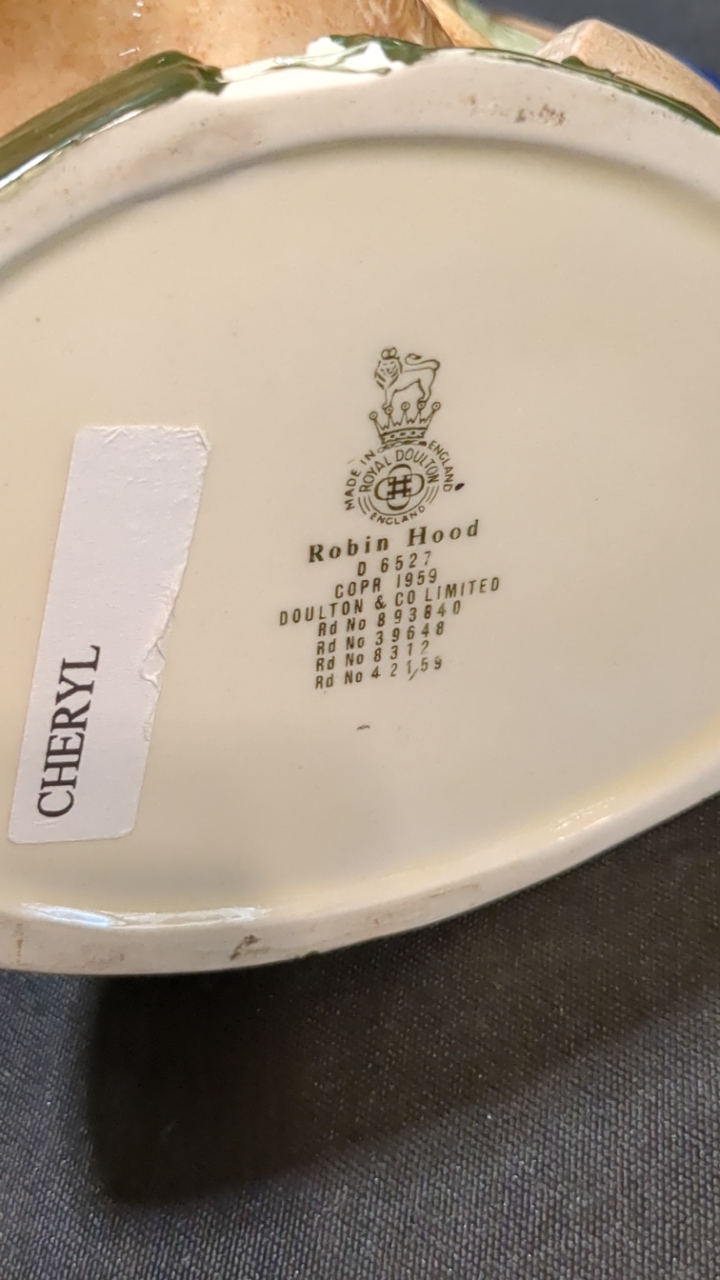 MADE IN ENGLAND
ROYAL DOULTON
ENGLAND
Robin Hood
D 6527
COPR 1959
DOULTON & CO LIMITED
Rd No 893840
Rd No 39648
Rd No 8312
Rd No 421/59
CHERYL